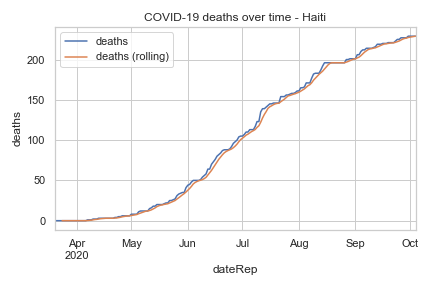 COVID-19 deaths over time - Haiti
deaths
deaths (rolling)
200
150
100
50
0
deaths
Apr
2020
May
Jun
Jul
Aug
Sep
Oct
dateRep